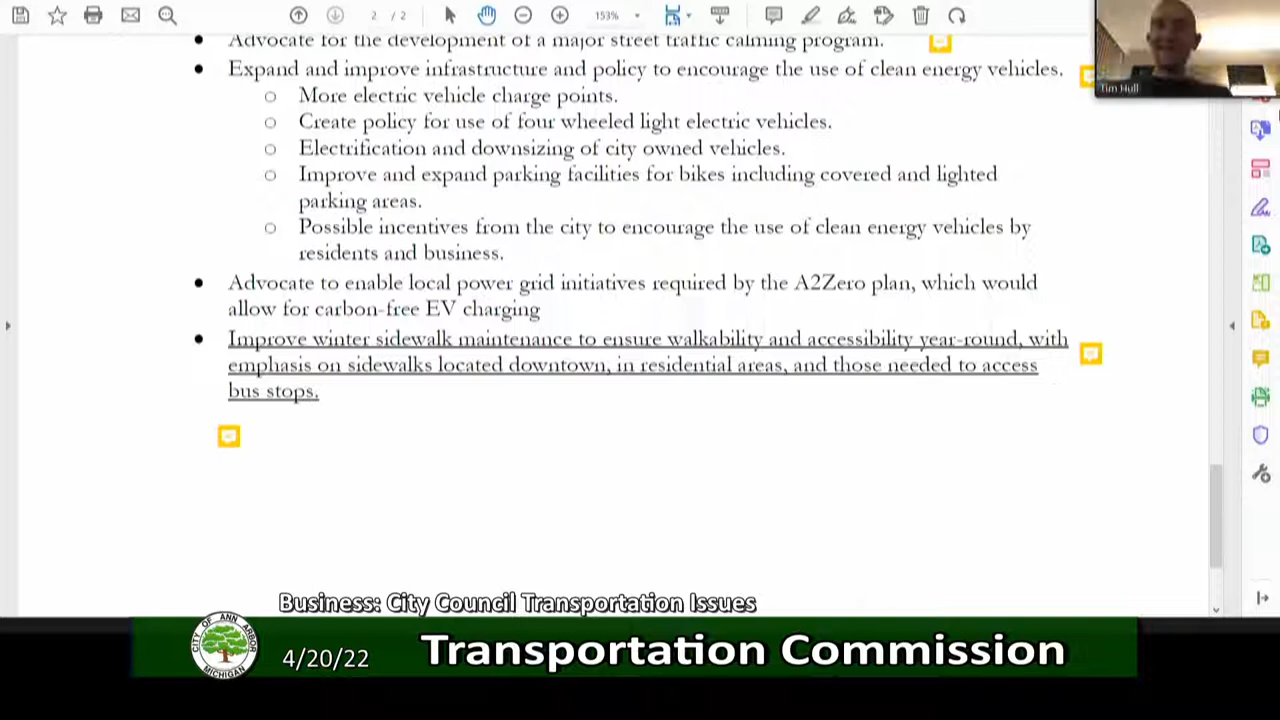 2 / 2
153%
Tim Hull
• Advocate for the development of a major street traffic calming program.
• Expand and improve infrastructure and policy to encourage the use of clean energy vehicles.
o More electric vehicle charge points.
o Create policy for use of four wheeled light electric vehicles.
o Electrification and downsizing of city owned vehicles.
o Improve and expand parking facilities for bikes including covered and lighted
parking areas.
o Possible incentives from the city to encourage the use of clean energy vehicles by
residents and business.
• Advocate to enable local power grid initiatives required by the A2Zero plan, which would
allow for carbon-free EV charging
• Improve winter sidewalk maintenance to ensure walkability and accessibility year-round, with
emphasis on sidewalks located downtown, in residential areas, and those needed to access
bus stops.
Business: City Council Transportation Issues
CITY OF ANN ARBOR
MICHIGAN
4/20/22
Transportation Commission